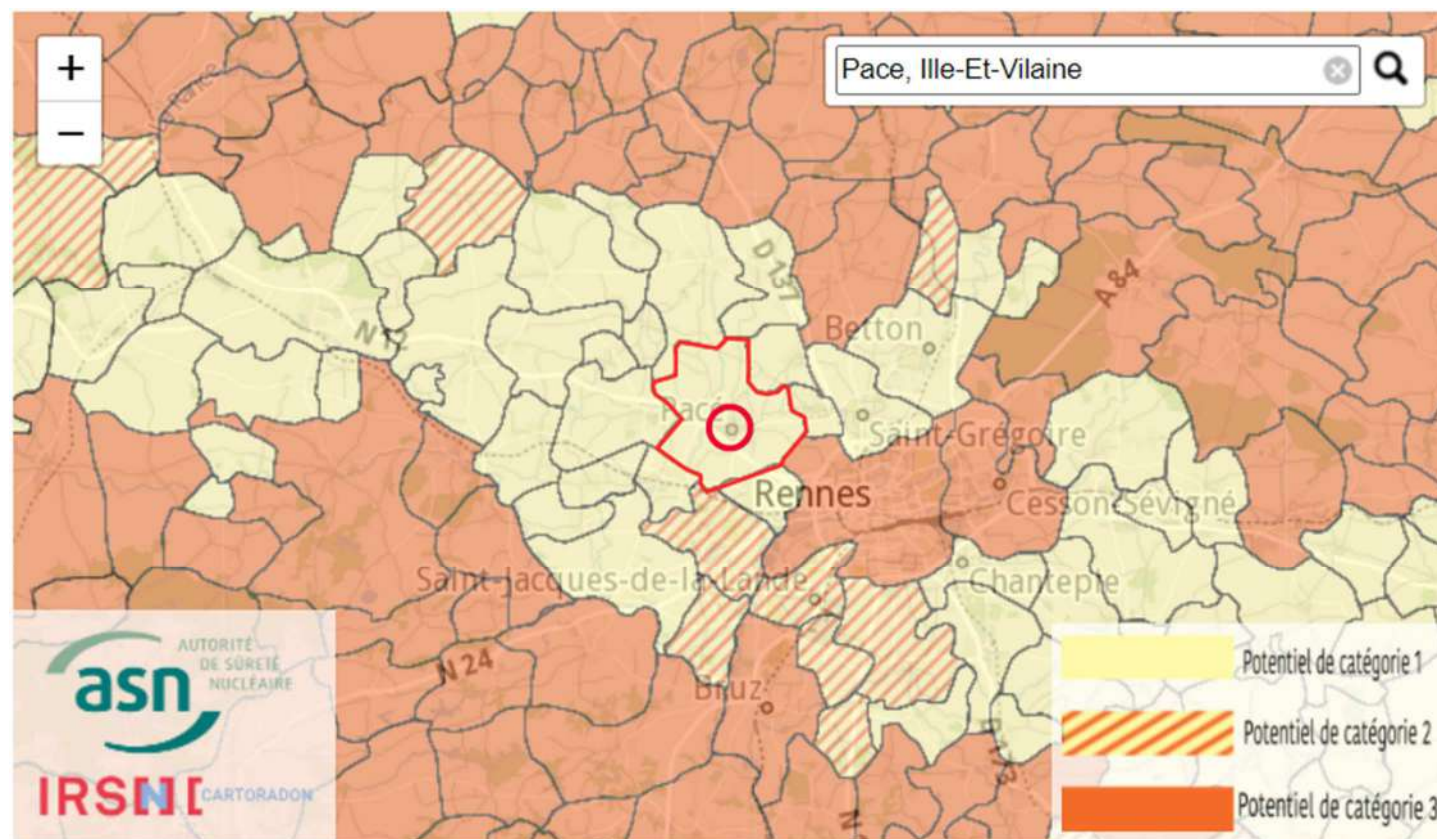 +
−
Pace, Ille-Et-Vilaine
D 137
A 84
N 12
Betton
Pacé
Saint-Grégoire
Rennes
Cesson-Sévigné
Saint-Jacques-de-la-Lande
Chantepie
N 24
Bruz
D 173
AUTORITÉ
DE SÛRETÉ
NUCLÉAIRE
asn
IRSN [ CARTORADON
Potentiel de catégorie 1
Potentiel de catégorie 2
Potentiel de catégorie 3